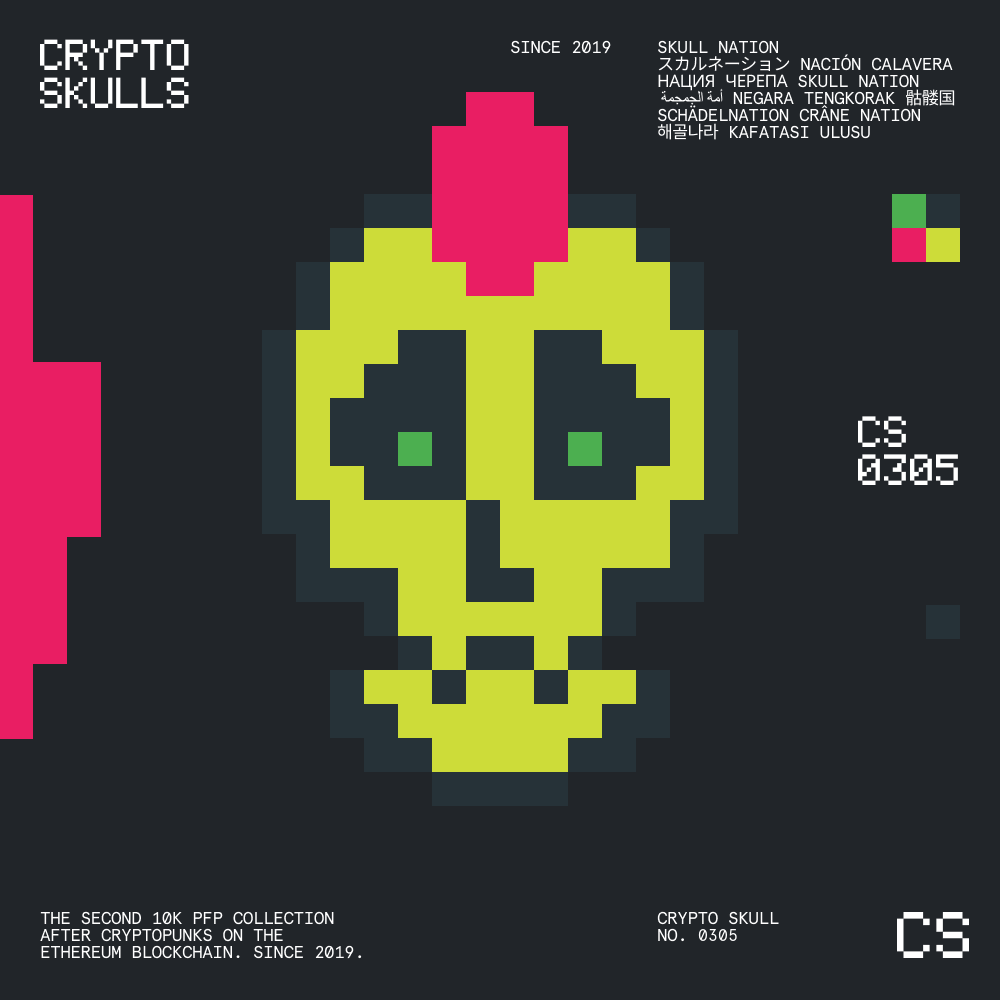 CRYPTO
SKULLS
SINCE 2019
SKULL NATION
スカルネーション NACIÓN CALAVERA
НАЦИЯ ЧЕРЕПА SKULL NATION
أمة الجمجمة NEGARA TENGKORAK 骷髅国
SCHÄDELNATION CRÂNE NATION
해골나라 KAFATASI ULUSU
CS
0305
THE SECOND 10K PFP COLLECTION
AFTER CRYPTOPUNKS ON THE
ETHEREUM BLOCKCHAIN. SINCE 2019.
CRYPTO SKULL
NO. 0305
CS